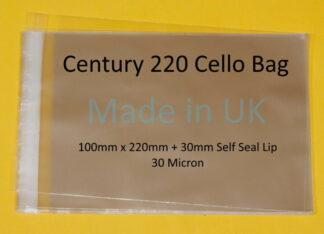 Century 220 Cello Bag
Made in UK
100mm x 220mm + 30mm Self Seal Lip
30 Micron